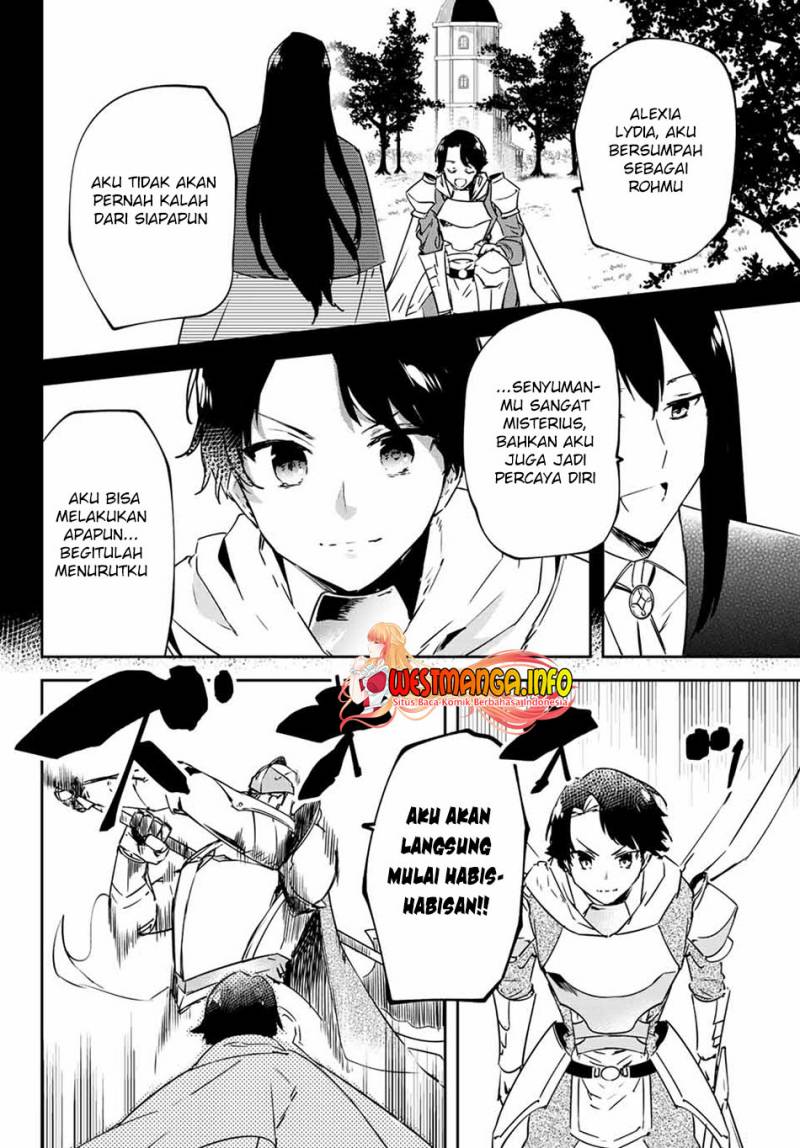 ALEXIA
LYDIA, AKU
BERSUMPAH
SEBAGAI
ROHMU
AKU TIDAK AKAN
PERNAH KALAH
DARI SIAPAPUN
...SENYUMAN-
MU SANGAT
MISTERIUS,
BAHKAN AKU
JUGA JADI
PERCAYA DIRI
AKU BISA
MELAKUKAN
APAPUN...
BEGITULAH
MENURUTKU
WESTMANGA.INFO
Situs Baca Komik Berbahasa Indonesia
AKU AKAN
LANGSUNG
MULAI HABIS-
HABISAN!!